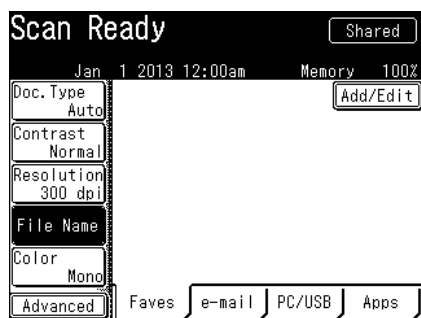 Scan Ready
Shared
Jan 1 2013 12:00am Memory 100%
Doc.Type
Auto
Add/Edit
Contrast
Normal
Resolution
300 dpi
File Name
Color
Mono
Advanced
Faves e-mail PC/USB Apps